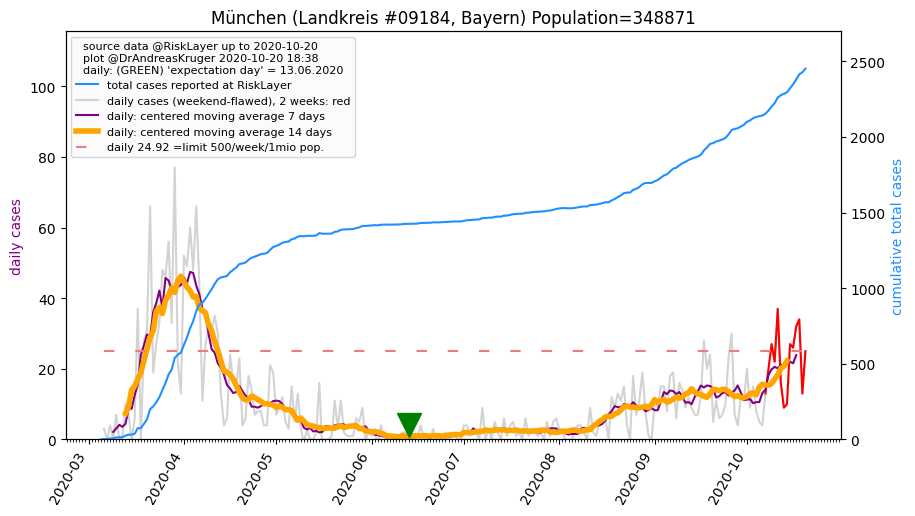 München (Landkreis #09184, Bayern) Population=348871
source data @RiskLayer up to 2020-10-20
plot @DrAndreasKruger 2020-10-20 18:38
daily: (GREEN) 'expectation day' = 13.06.2020
total cases reported at RiskLayer
daily cases (weekend-flawed), 2 weeks: red
daily: centered moving average 7 days
daily: centered moving average 14 days
daily 24.92 =limit 500/week/1mio pop.
daily cases
100
80
60
40
20
0
cumulative total cases
2500
2000
1500
1000
500
0
2020-03
2020-04
2020-05
2020-06
2020-07
2020-08
2020-09
2020-10